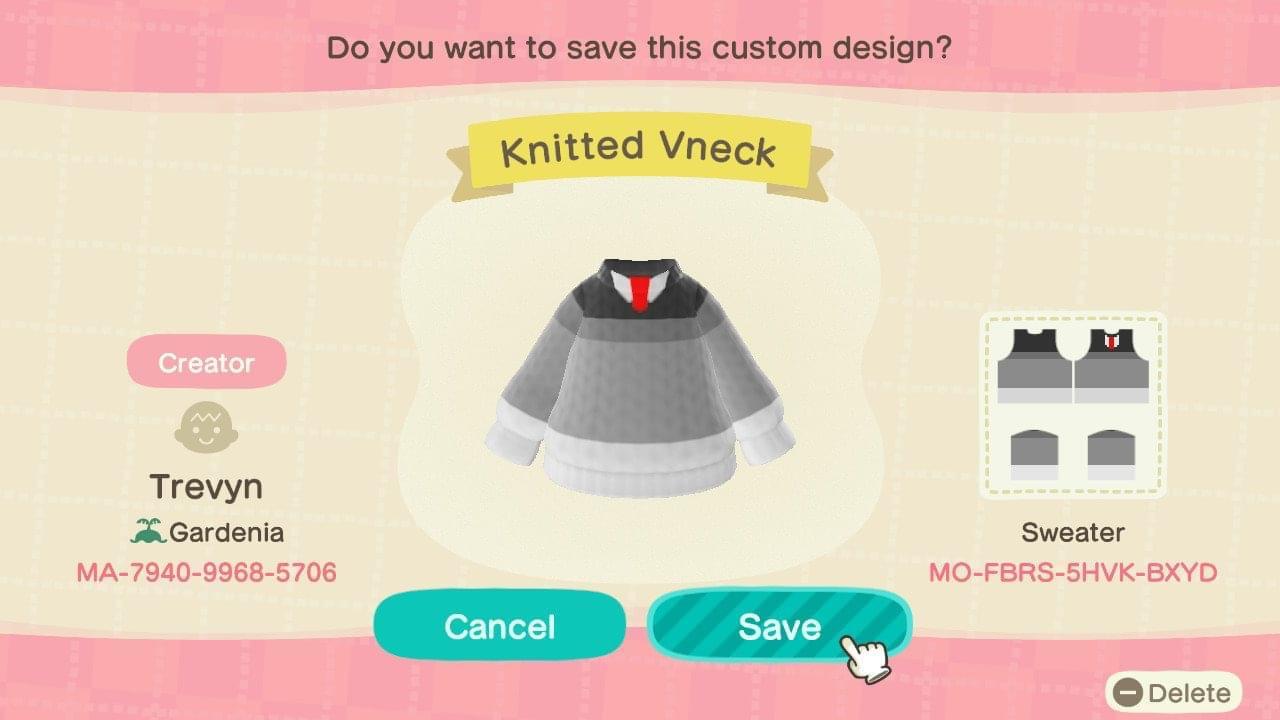 Do you want to save this custom design?
Knitted Vneck
Creator
Trevyn
Gardenia
MA-7940-9968-5706
Sweater
MO-FBRS-5HVK-BXYD
Cancel
Save
Delete